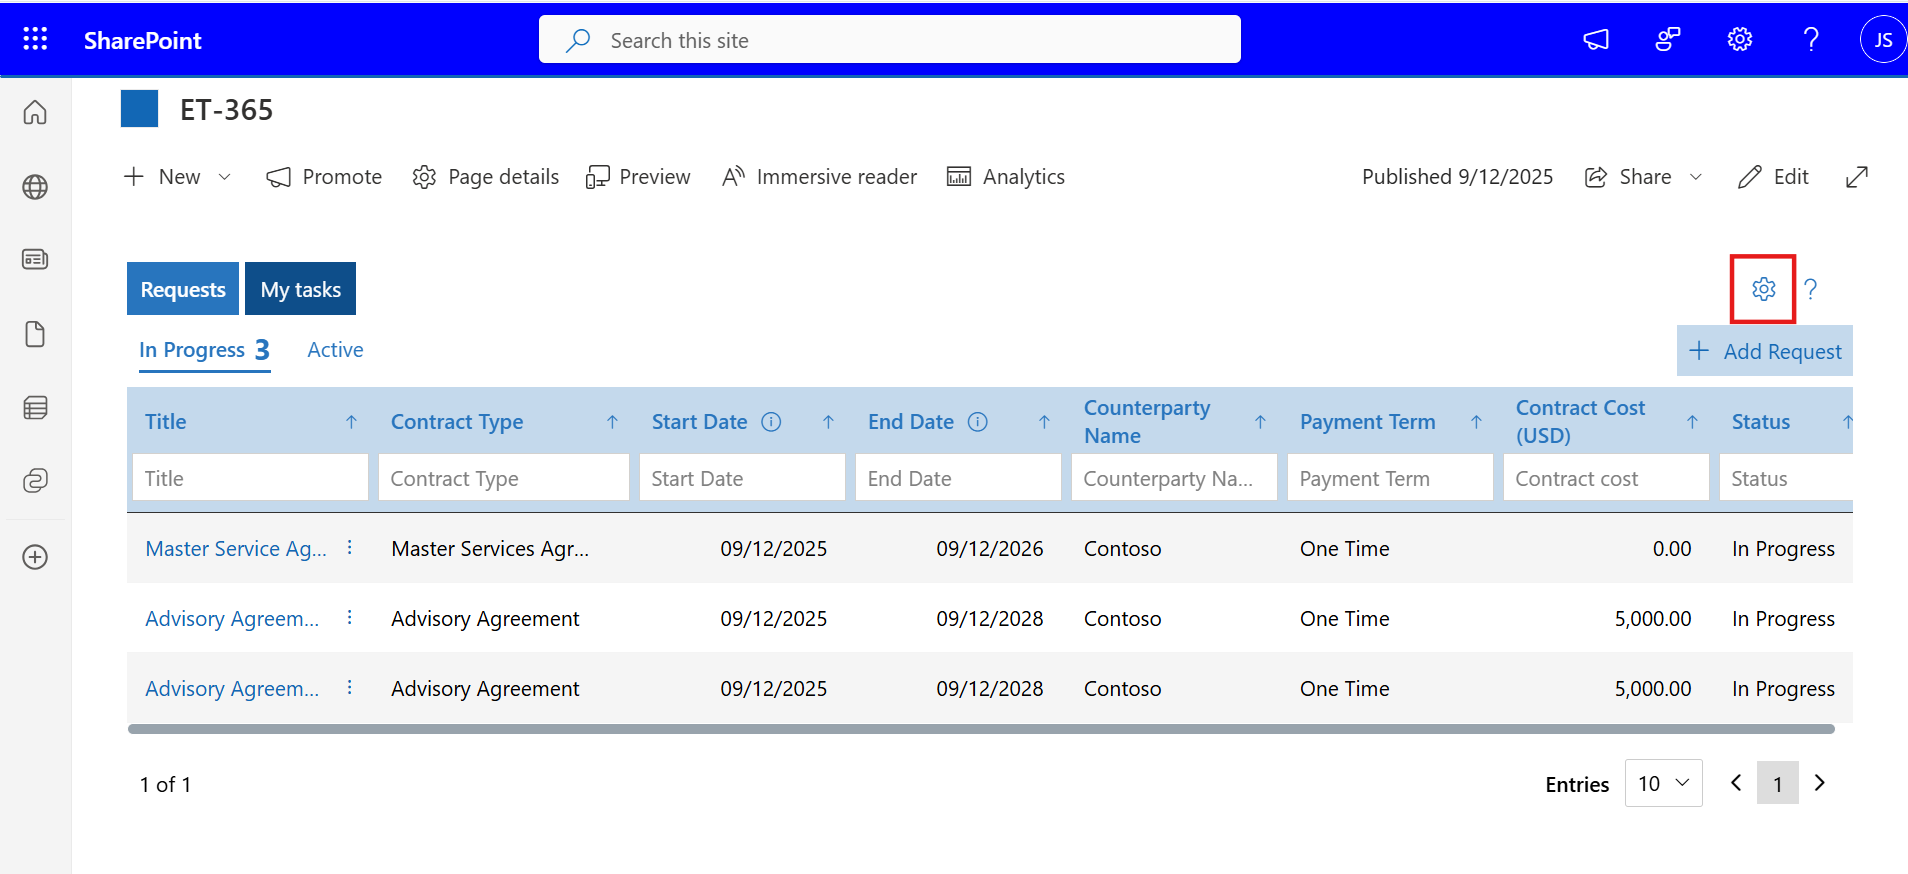 SharePoint
Search this site
JS
ET-365
New
Promote
Page details
Preview
Immersive reader
Analytics
Published 9/12/2025
Share
Edit
Requests
My tasks
?
In Progress 3
Active
+ Add Request
Title
Contract Type
Start Date
End Date
Counterparty
Name
Payment Term
Contract Cost
(USD)
Status
Title
Contract Type
Start Date
End Date
Counterparty Na...
Payment Term
Contract cost
Status
Master Service Ag... Master Services Agr... 09/12/2025 09/12/2026 Contoso One Time 0.00 In Progress
Advisory Agreem... Advisory Agreement 09/12/2025 09/12/2028 Contoso One Time 5,000.00 In Progress
Advisory Agreem... Advisory Agreement 09/12/2025 09/12/2028 Contoso One Time 5,000.00 In Progress
1 of 1
Entries 10
1